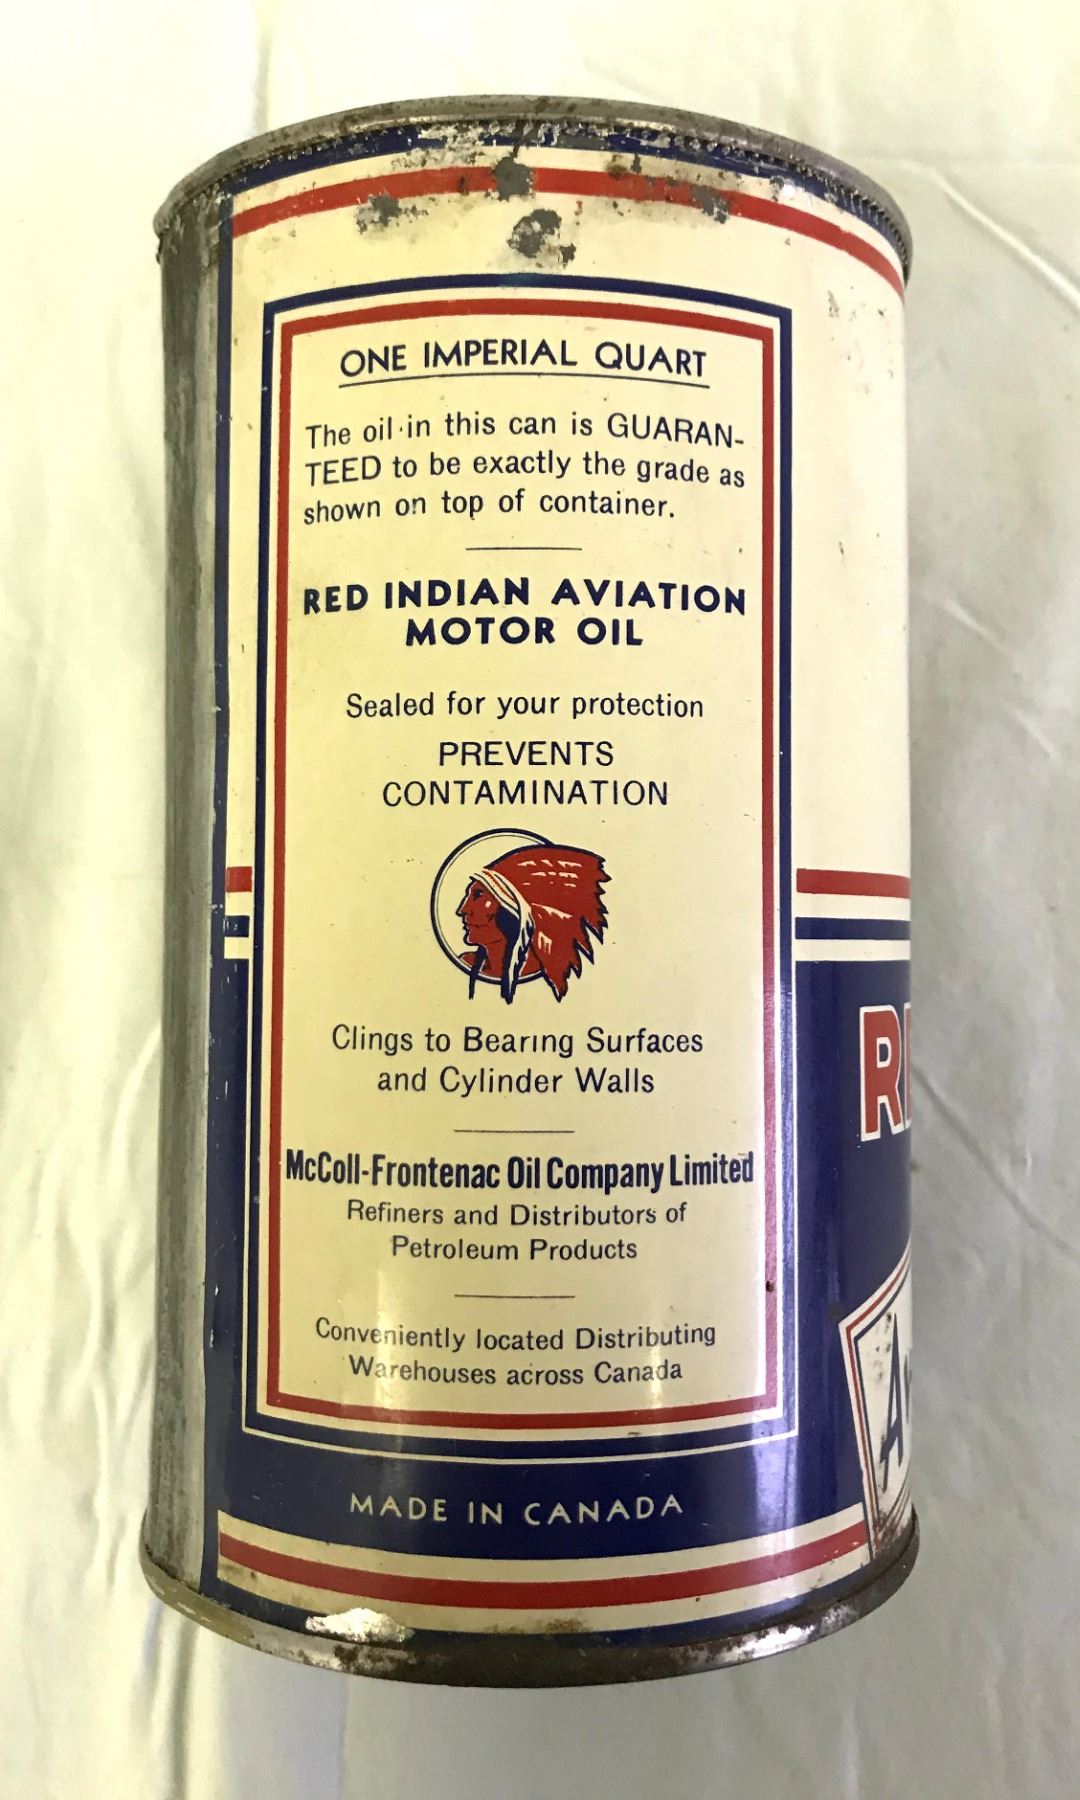 ONE IMPERIAL QUART
The oil in this can is GUARAN-
TEED to be exactly the grade as
shown on top of container.
RED INDIAN AVIATION
MOTOR OIL
Sealed for your protection
PREVENTS
CONTAMINATION
Clings to Bearing Surfaces
and Cylinder Walls
McColl-Frontenac Oil Company Limited
Refiners and Distributors of
Petroleum Products
Conveniently located Distributing
Warehouses across Canada
MADE IN CANADA